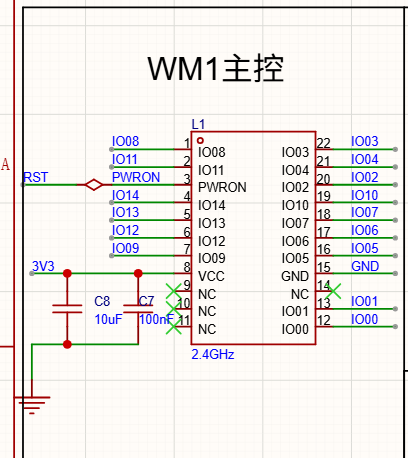 WM1主控
L1
IO08 1 IO08 IO03 22 IO03
IO11 2 IO11 IO04 21 IO04
A
RST PWRON 3 PWRON IO02 20 IO02
IO14 4 IO14 IO10 19 IO10
IO13 5 IO13 IO07 18 IO07
IO12 6 IO12 IO06 17 IO06
IO09 7 IO09 IO05 16 IO05
3V3 8 VCC GND 15 GND
9 NC NC 14
C8 C7 10 NC IO01 13 IO01
10uF 100nF 11 NC IO00 12 IO00
2.4GHz